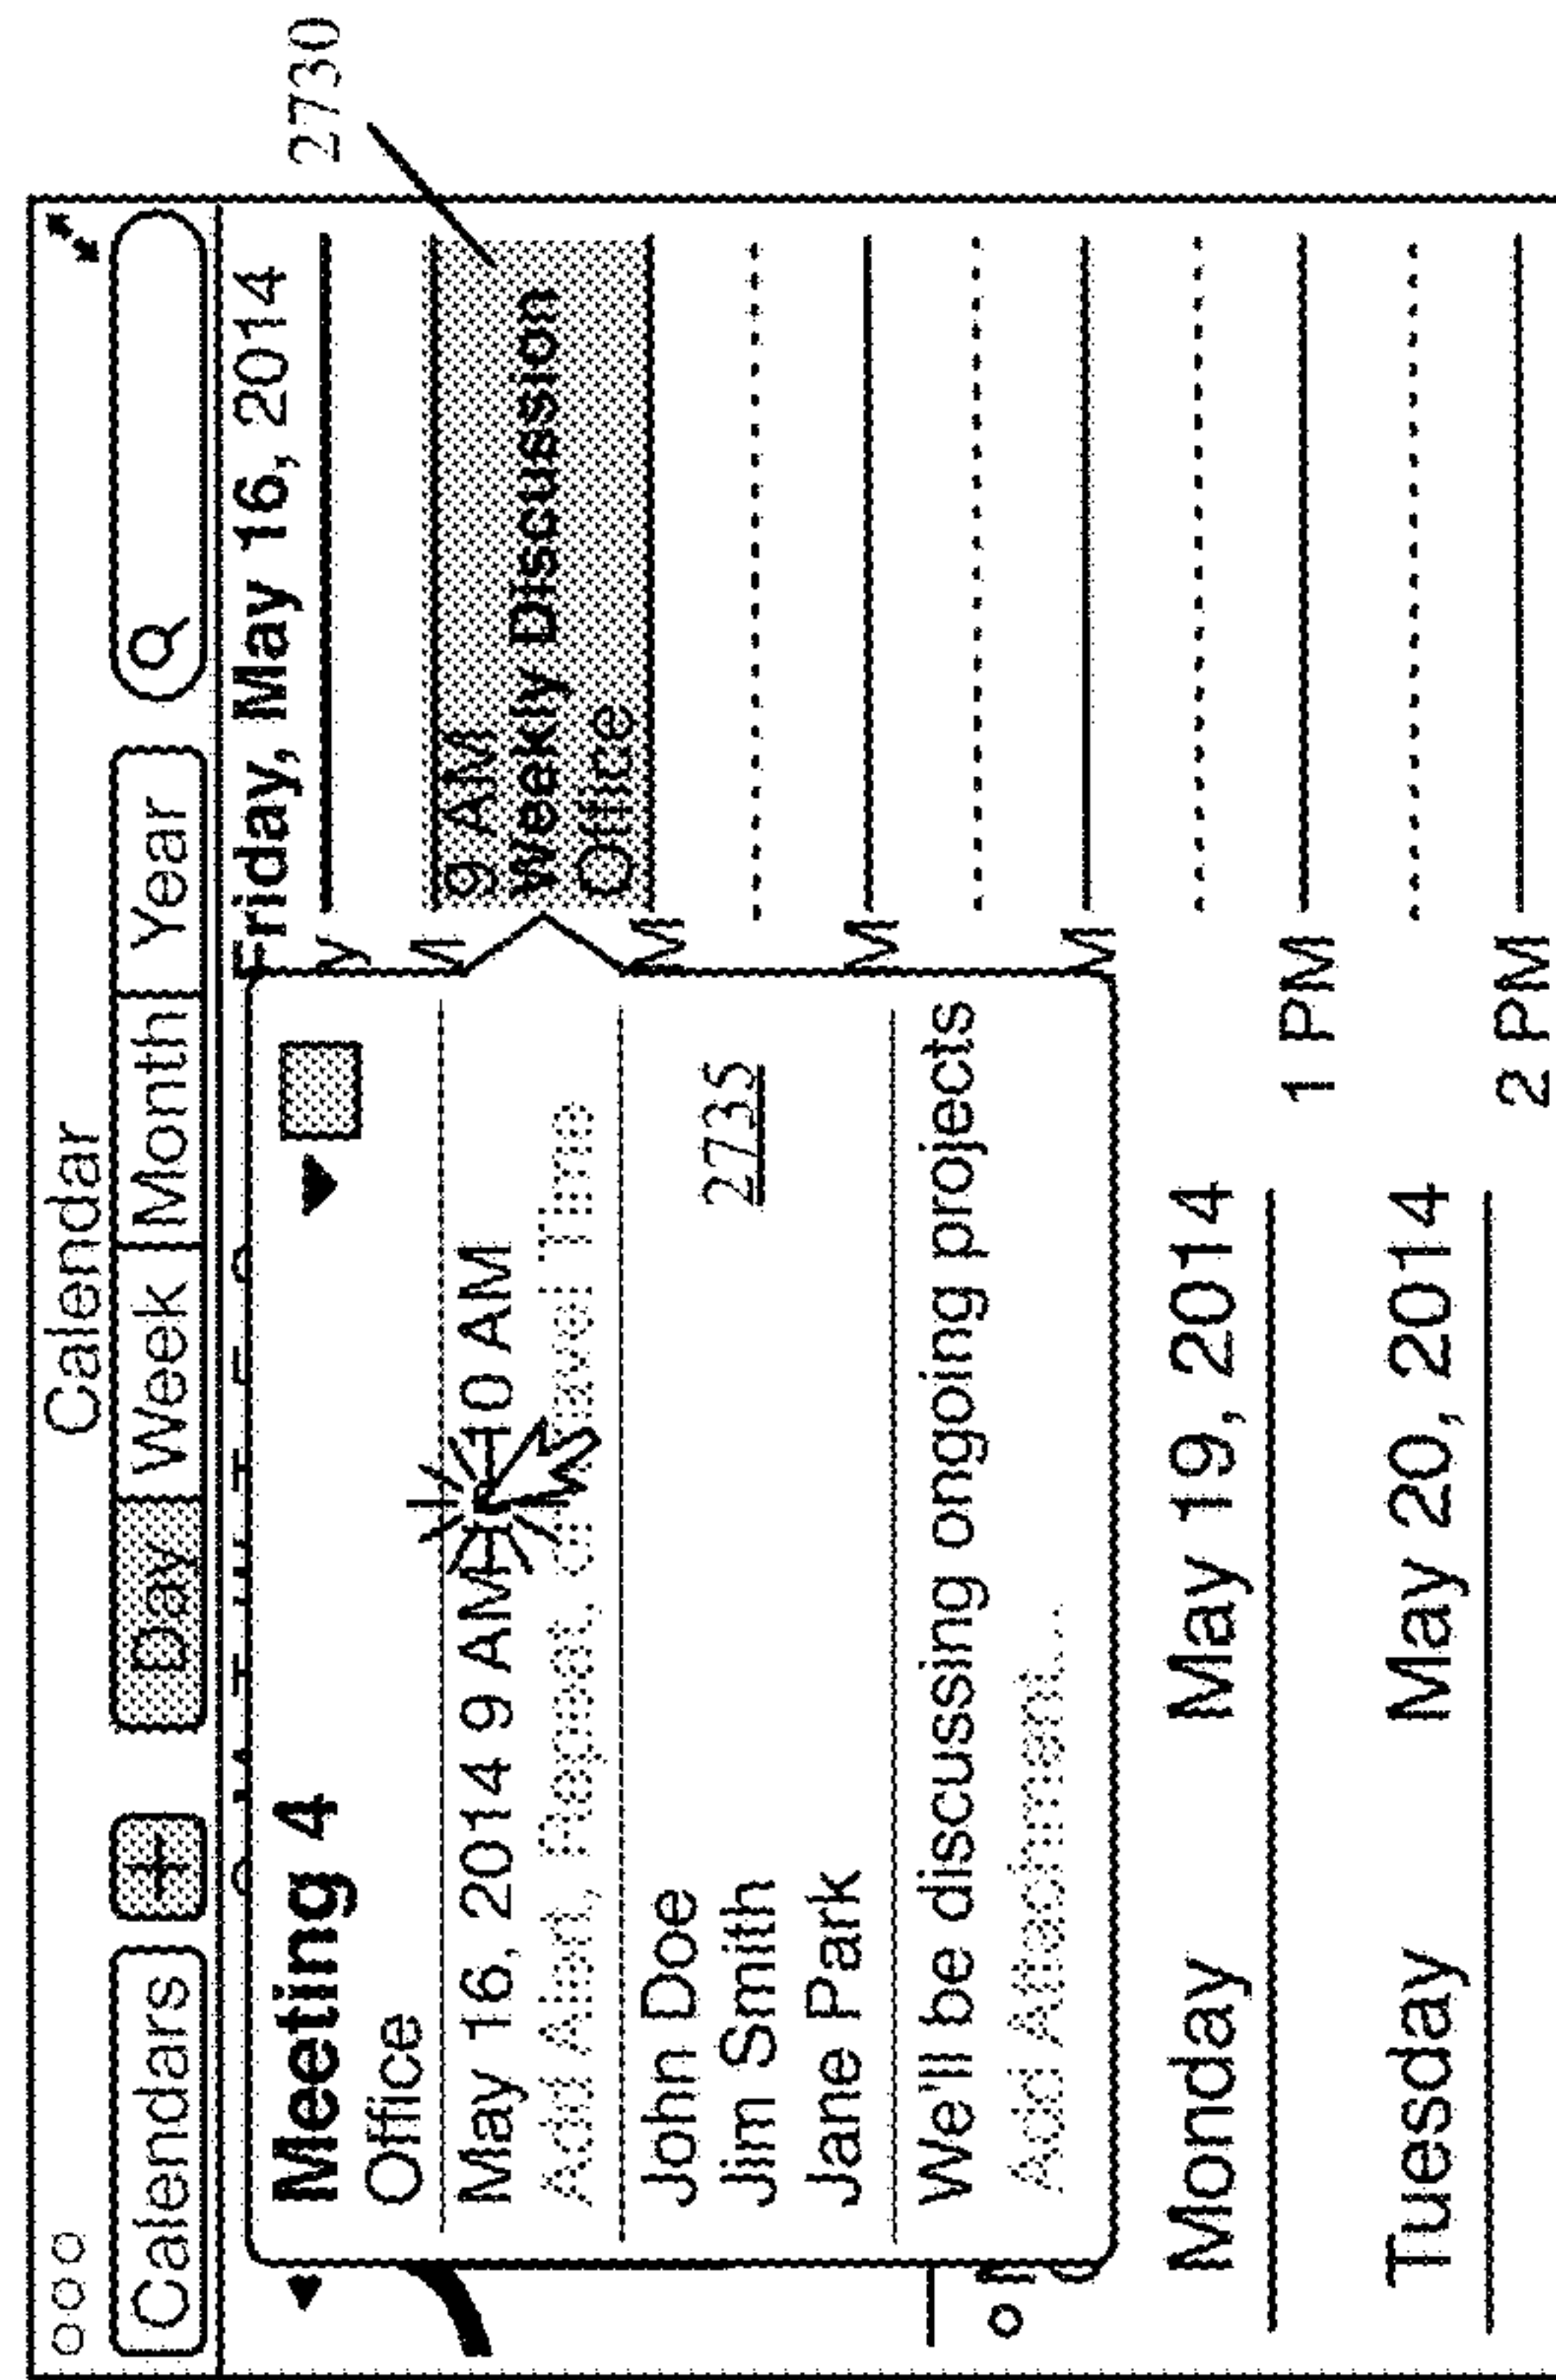 Calendar
Calendars + Day Week Month Year
2730
Friday, May 16, 2014
Meeting 4
Office
May 16, 2014 9 AM 10 AM
Add Alert, Repeat, or Travel Time
John Doe
Jim Smith
Jane Park
2735
We'll be discussing ongoing projects
Add Attachment...
9 AM
Weekly Discussion
Office
y
M
M
M
M
Monday May 19, 2014
1 PM
Tuesday May 20, 2014
2 PM